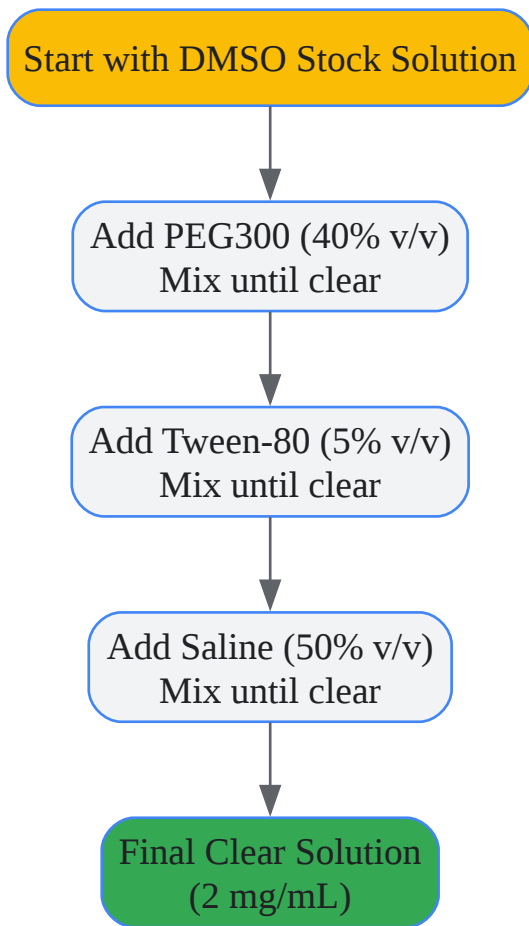 Start with DMSO Stock Solution
Add PEG300 (40% v/v)
Mix until clear
Add Tween-80 (5% v/v)
Mix until clear
Add Saline (50% v/v)
Mix until clear
Final Clear Solution
(2 mg/mL)